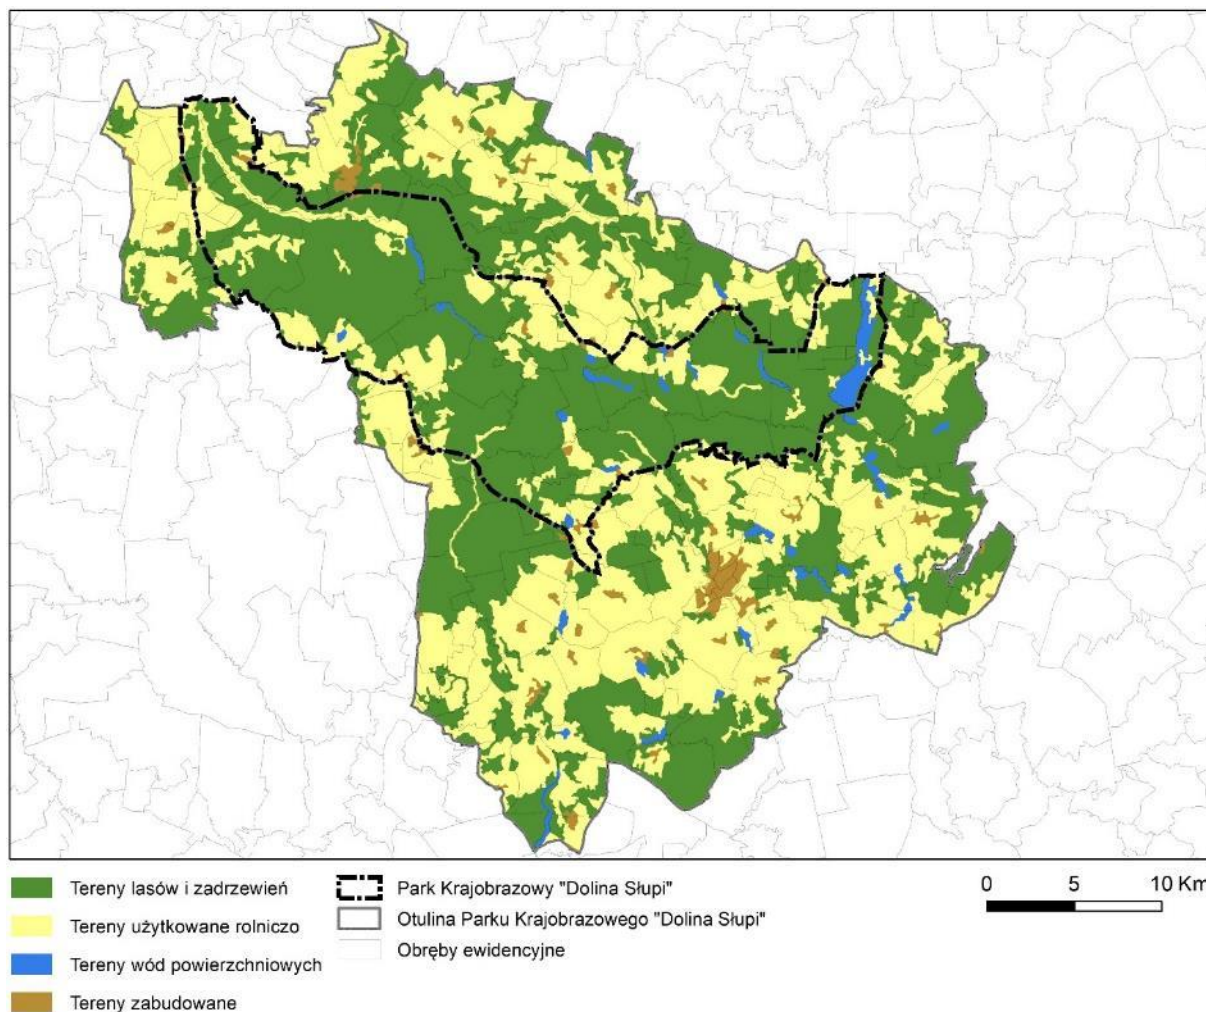 Tereny lasów i zadrzewień
Tereny użytkowane rolniczo
Tereny wód powierzchniowych
Tereny zabudowane
Park Krajobrazowy "Dolina Słupi"
Otulina Parku Krajobrazowego "Dolina Słupi"
Obręby ewidencyjne
0 5 10 Km